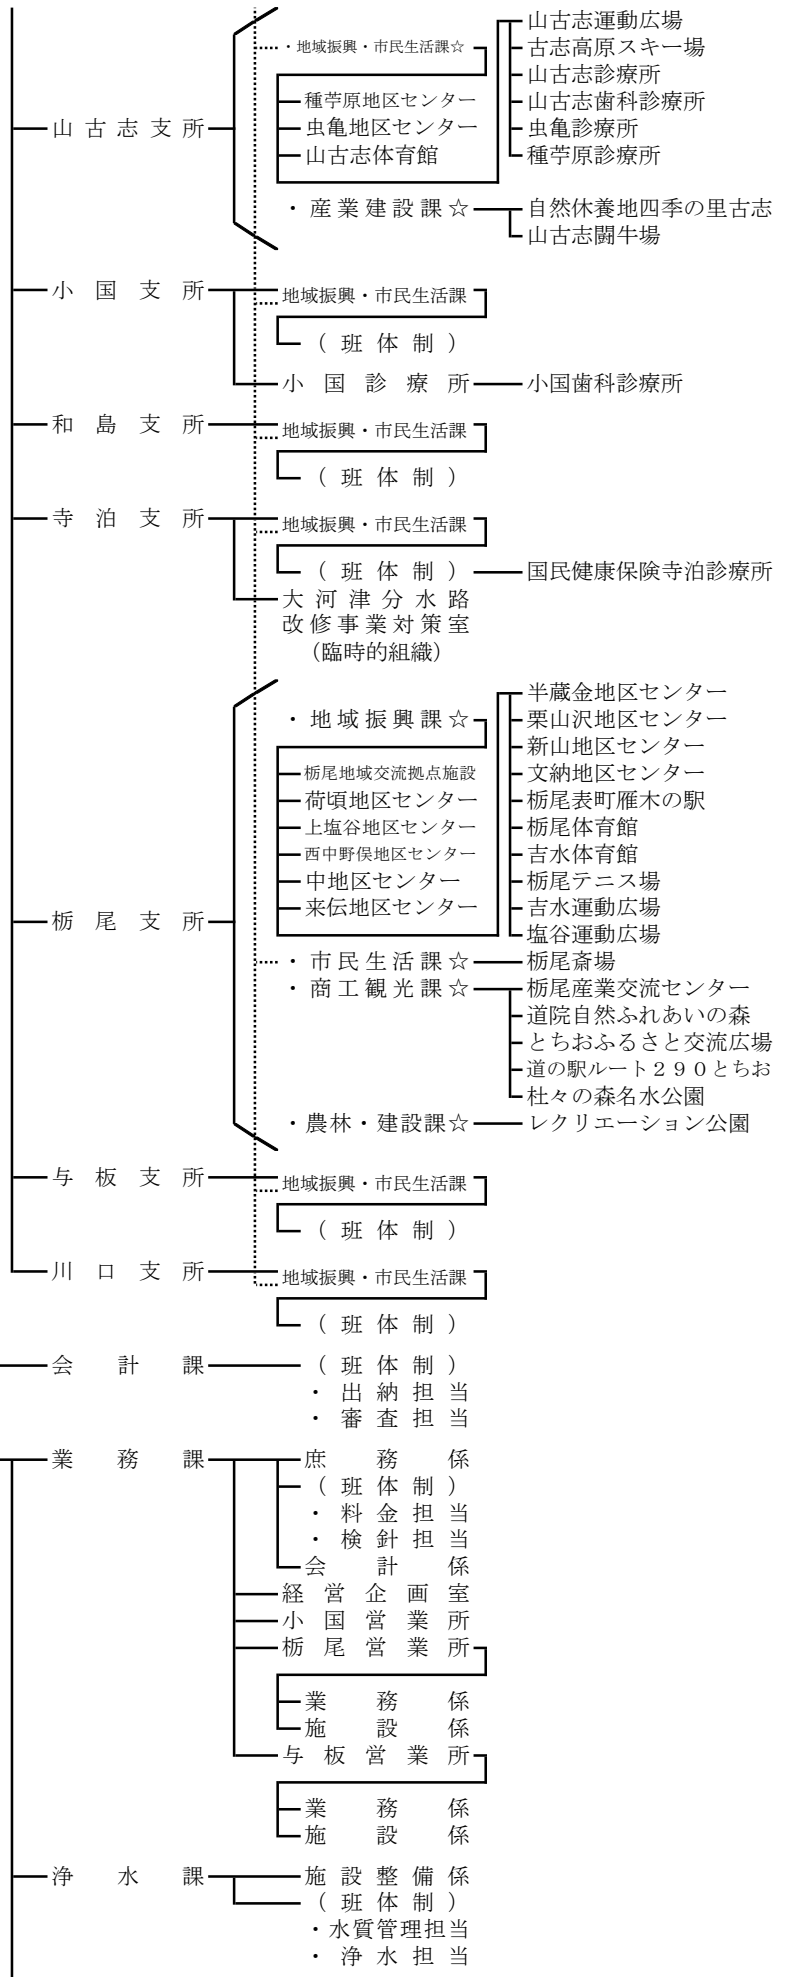 山古志支所
・地域振興・市民生活課☆
種苧原地区センター
虫亀地区センター
山古志体育館
山古志運動広場
古志高原スキー場
山古志診療所
山古志歯科診療所
虫亀診療所
種苧原診療所
・産業建設課☆
自然休養地四季の里古志
山古志闘牛場
小国支所
地域振興・市民生活課
（班体制）
小国診療所
小国歯科診療所
和島支所
地域振興・市民生活課
（班体制）
寺泊支所
地域振興・市民生活課
（班体制）
国民健康保険寺泊診療所
大河津分水路
改修事業対策室
（臨時的組織）
栃尾支所
・地域振興課☆
栃尾地域交流拠点施設
荷頃地区センター
上塩谷地区センター
西中野俣地区センター
中地区センター
来伝地区センター
半蔵金地区センター
栗山沢地区センター
新山地区センター
文納地区センター
栃尾表町雁木の駅
栃尾体育館
吉水体育館
栃尾テニス場
吉水運動広場
塩谷運動広場
・市民生活課☆
栃尾斎場
・商工観光課☆
栃尾産業交流センター
道院自然ふれあいの森
とちおふるさと交流広場
道の駅ルート２９０とちお
杜々の森名水公園
・農林・建設課☆
レクリエーション公園
与板支所
地域振興・市民生活課
（班体制）
川口支所
地域振興・市民生活課
（班体制）
会計課
（班体制）
・出納担当
・審査担当
業務課
庶務係
（班体制）
・料金担当
・検針担当
会計係
経営企画室
小国営業所
栃尾営業所
業務係
施設係
与板営業所
業務係
施設係
浄水課
施設整備係
（班体制）
・水質管理担当
・浄水担当